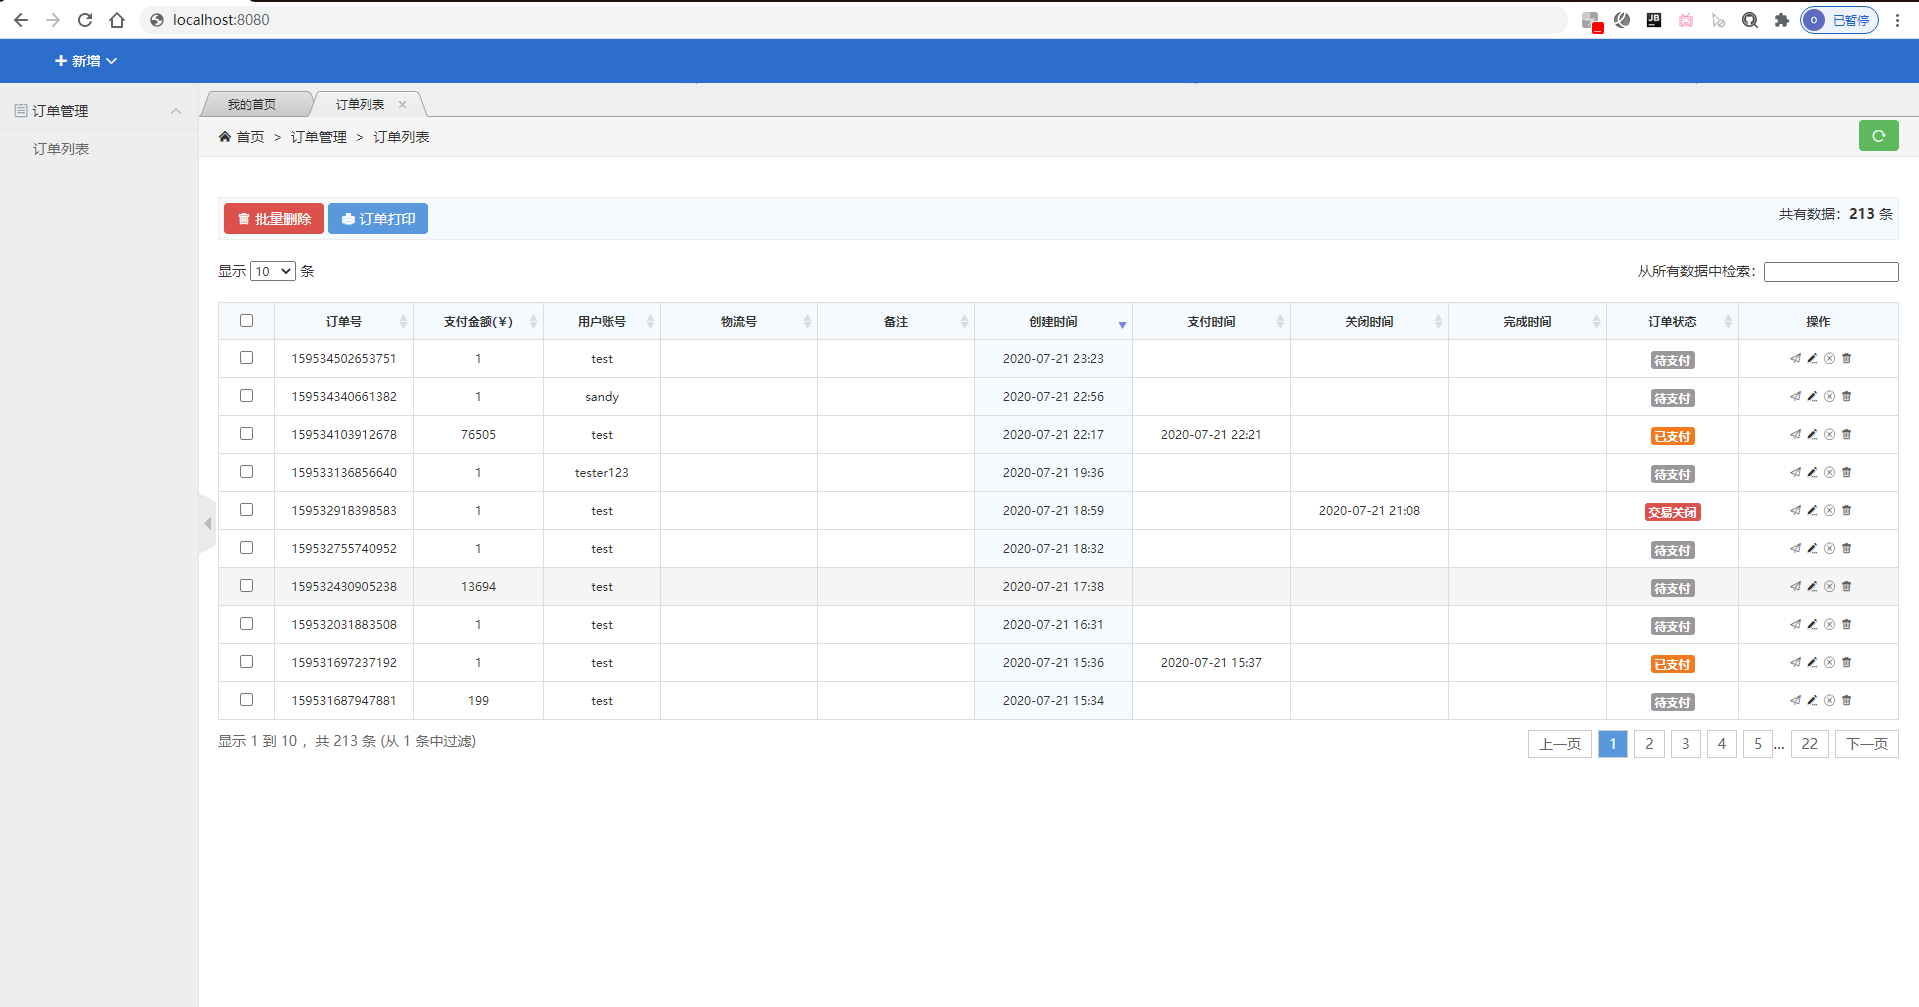 localhost:8080
JB
0 已暂停
新增
订单管理
我的首页 订单列表
首页 > 订单管理 > 订单列表
订单列表
批量删除 订单打印 共有数据：213 条
显示 10 条 从所有数据中检索：
订单号 支付金额(￥) 用户账号 物流号 备注 创建时间 支付时间 关闭时间 完成时间 订单状态 操作
159534502653751 1 test 2020-07-21 23:23 待支付
159534340661382 1 sandy 2020-07-21 22:56 待支付
159534103912678 76505 test 2020-07-21 22:17 2020-07-21 22:21 已支付
159533136856640 1 tester123 2020-07-21 19:36 待支付
159532918398583 1 test 2020-07-21 18:59 2020-07-21 21:08 交易关闭
159532755740952 1 test 2020-07-21 18:32 待支付
159532430905238 13694 test 2020-07-21 17:38 待支付
159532031883508 1 test 2020-07-21 16:31 待支付
159531697237192 1 test 2020-07-21 15:36 2020-07-21 15:37 已支付
159531687947881 199 test 2020-07-21 15:34 待支付
显示 1 到 10 ，共 213 条 (从 1 条中过滤)
上一页 1 2 3 4 5 ... 22 下一页